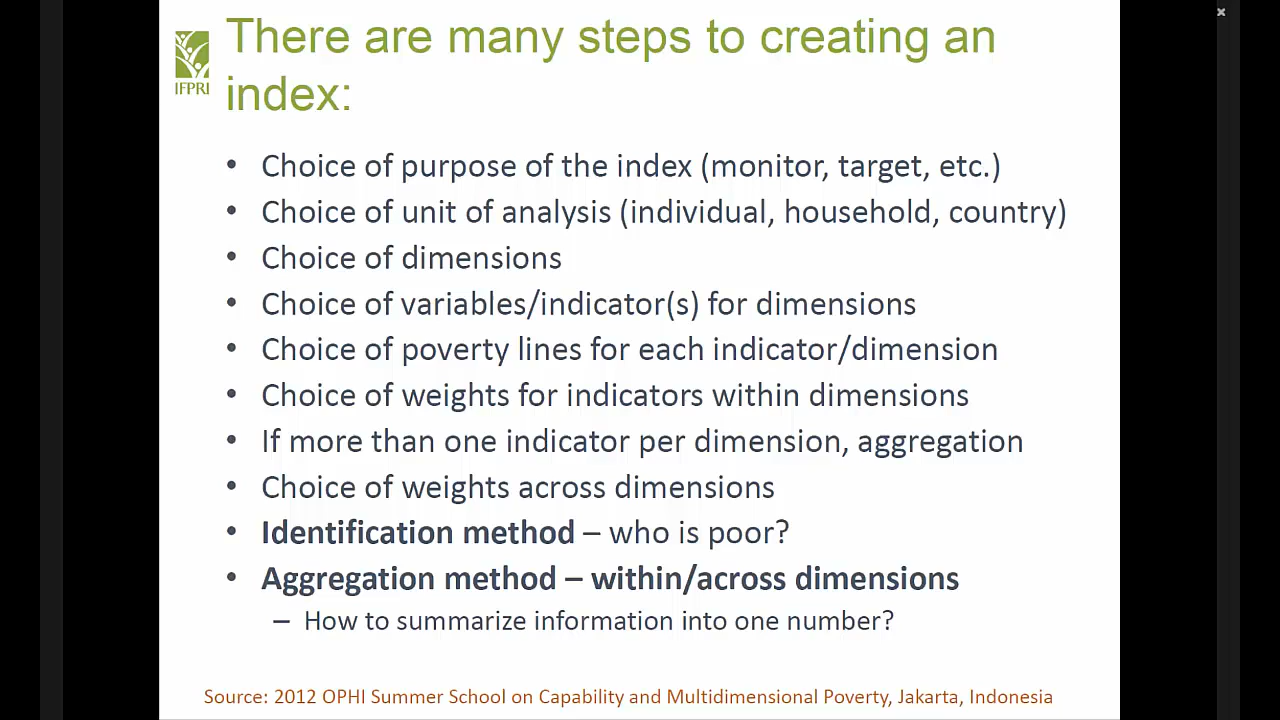 There are many steps to creating an
index:
IFPRI
• Choice of purpose of the index (monitor, target, etc.)
• Choice of unit of analysis (individual, household, country)
• Choice of dimensions
• Choice of variables/indicator(s) for dimensions
• Choice of poverty lines for each indicator/dimension
• Choice of weights for indicators within dimensions
• If more than one indicator per dimension, aggregation
• Choice of weights across dimensions
• Identification method – who is poor?
• Aggregation method – within/across dimensions
– How to summarize information into one number?
Source: 2012 OPHI Summer School on Capability and Multidimensional Poverty, Jakarta, Indonesia